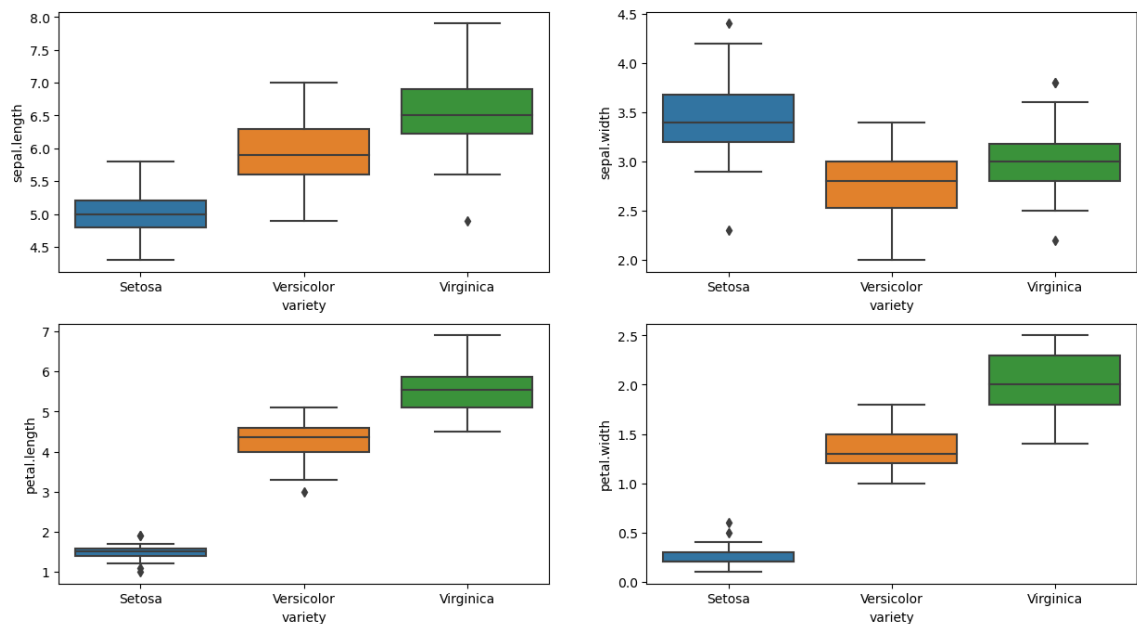 sepal.length
8.0
7.5
7.0
6.5
6.0
5.5
5.0
4.5
Setosa Versicolor Virginica
variety
sepal.width
4.5
4.0
3.5
3.0
2.5
2.0
Setosa Versicolor Virginica
variety
petal.length
7
6
5
4
3
2
1
Setosa Versicolor Virginica
variety
petal.width
2.5
2.0
1.5
1.0
0.5
0.0
Setosa Versicolor Virginica
variety